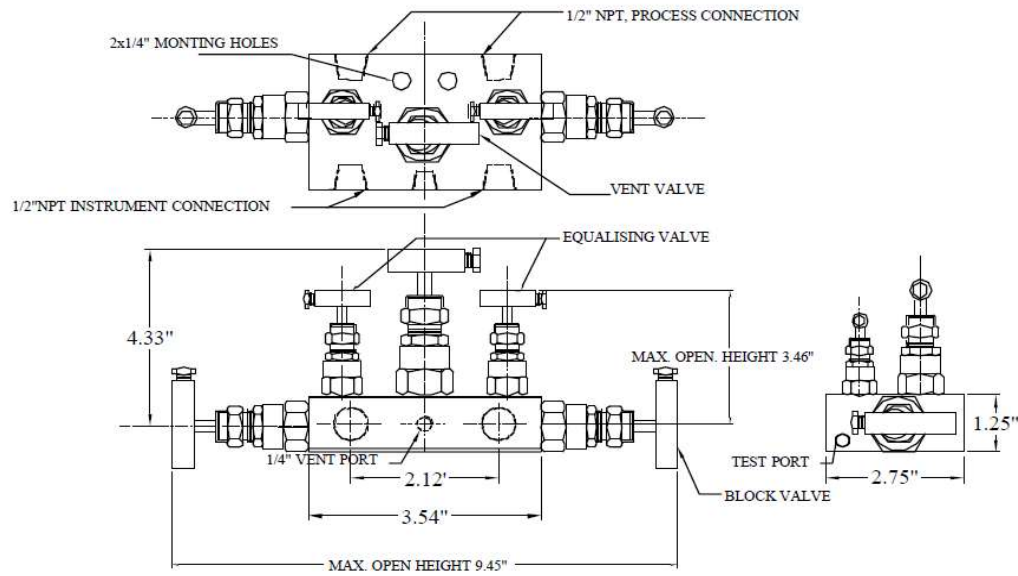 1/2" NPT, PROCESS CONNECTION
2x1/4" MONTING HOLES
VENT VALVE
1/2"NPT INSTRUMENT CONNECTION
EQUALISING VALVE
4.33"
MAX. OPEN. HEIGHT 3.46"
1.25"
1/4" VENT PORT
TEST PORT
2.12'
2.75"
BLOCK VALVE
3.54"
MAX. OPEN HEIGHT 9.45"